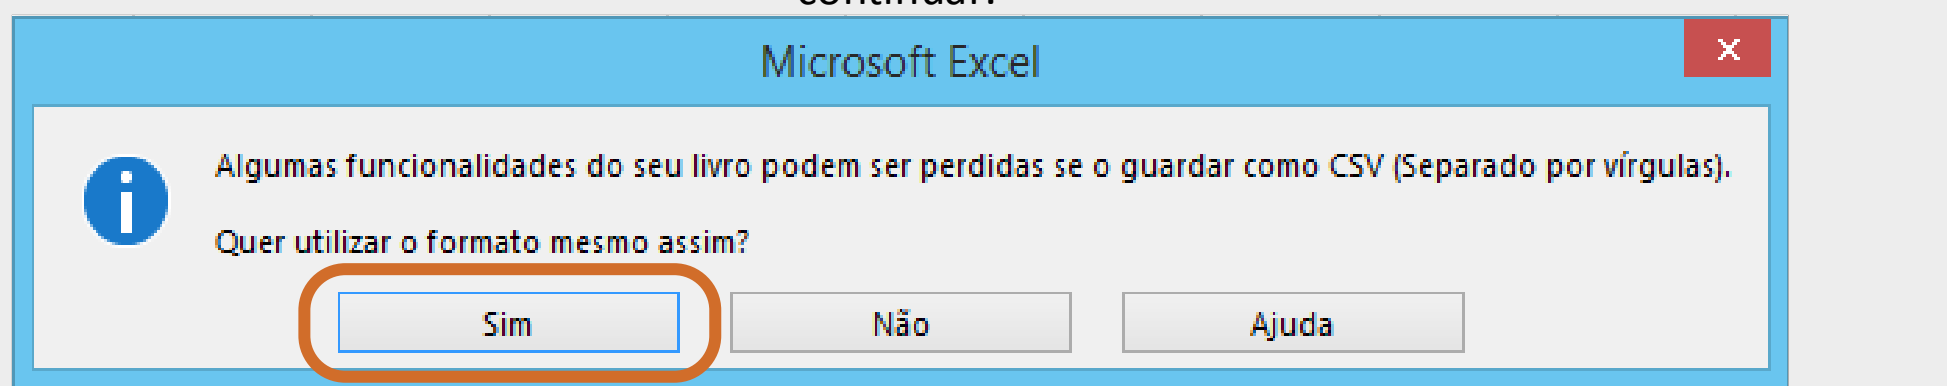 continuar.
Microsoft Excel
x
Algumas funcionalidades do seu livro podem ser perdidas se o guardar como CSV (Separado por vírgulas).
Quer utilizar o formato mesmo assim?
Sim Não Ajuda